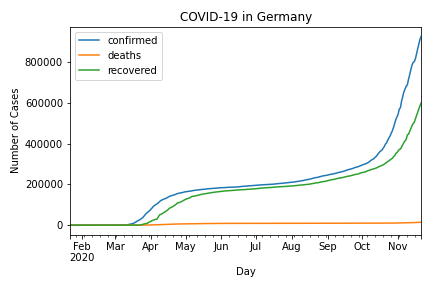 COVID-19 in Germany
confirmed
deaths
recovered
Number of Cases
800000
600000
400000
200000
0
Feb Mar Apr May Jun Jul Aug Sep Oct Nov
2020
Day